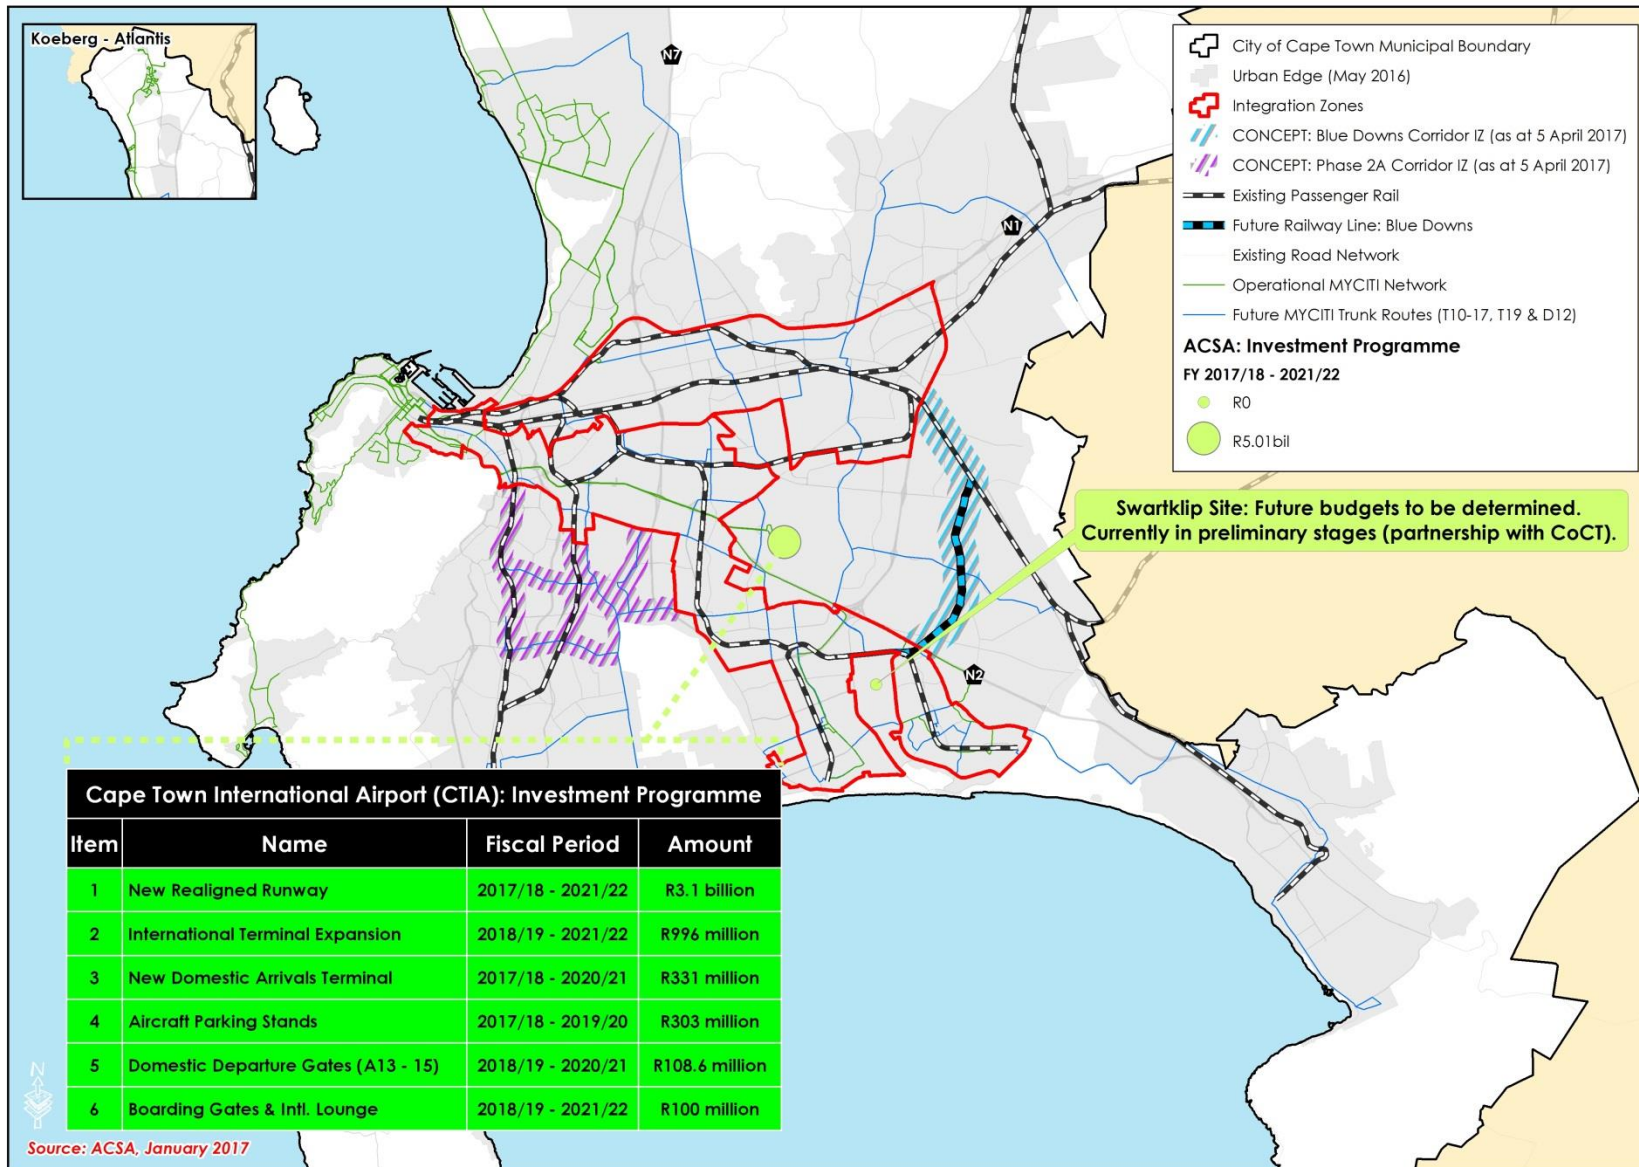 Koeberg - Atlantis
N7
N1
N2
City of Cape Town Municipal Boundary
Urban Edge (May 2016)
Integration Zones
CONCEPT: Blue Downs Corridor IZ (as at 5 April 2017)
CONCEPT: Phase 2A Corridor IZ (as at 5 April 2017)
Existing Passenger Rail
Future Railway Line: Blue Downs
Existing Road Network
Operational MYCITI Network
Future MYCITI Trunk Routes (T10-17, T19 & D12)
ACSA: Investment Programme
FY 2017/18 - 2021/22
R0
R5.01bil
Swartklip Site: Future budgets to be determined.
Currently in preliminary stages (partnership with CoCT).
Cape Town International Airport (CTIA): Investment Programme
Item Name Fiscal Period Amount
1 New Realigned Runway 2017/18 - 2021/22 R3.1 billion
2 International Terminal Expansion 2018/19 - 2021/22 R996 million
3 New Domestic Arrivals Terminal 2017/18 - 2020/21 R331 million
4 Aircraft Parking Stands 2017/18 - 2019/20 R303 million
5 Domestic Departure Gates (A13 - 15) 2018/19 - 2020/21 R108.6 million
6 Boarding Gates & Intl. Lounge 2018/19 - 2021/22 R100 million
N
Source: ACSA, January 2017